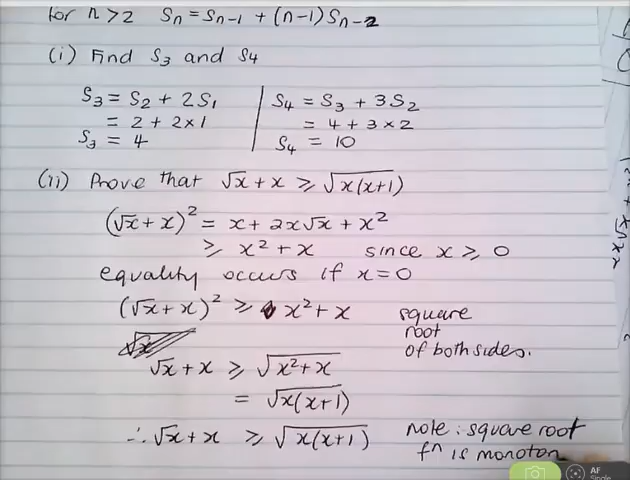 for n > 2 Sn = Sn-1 + (n-1) Sn-2
(i) Find S3 and S4
S3 = S2 + 2S1
= 2 + 2×1
S3 = 4
S4 = S3 + 3S2
= 4 + 3×2
S4 = 10
(ii) Prove that √x + x ≥ √x(x+1)
(√x + x)² = x + 2x√x + x²
≥ x² + x since x ≥ 0
equality occurs if x = 0
(√x + x)² ≥ x² + x square root of both sides.
√x + x ≥ √x² + x
= √x(x+1)
∴ √x + x ≥ √x(x+1) note: square root
fⁿ is monoton
AF
Single